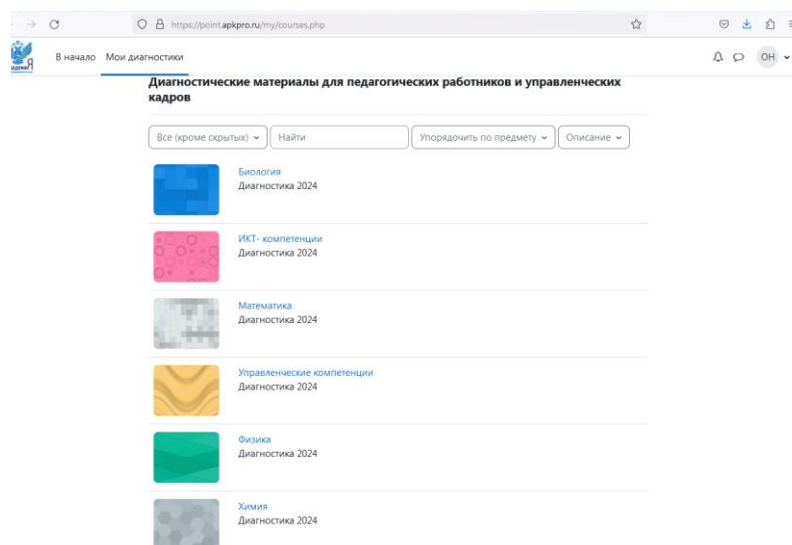 https://point.apkpro.ru/my/courses.php
В начало Мои диагностики
ОН
Диагностические материалы для педагогических работников и управленческих
кадров
Все (кроме скрытых) Найти Упорядочить по предмету Описание
Биология
Диагностика 2024
ИКТ- компетенции
Диагностика 2024
Математика
Диагностика 2024
Управленческие компетенции
Диагностика 2024
Физика
Диагностика 2024
Химия
Диагностика 2024